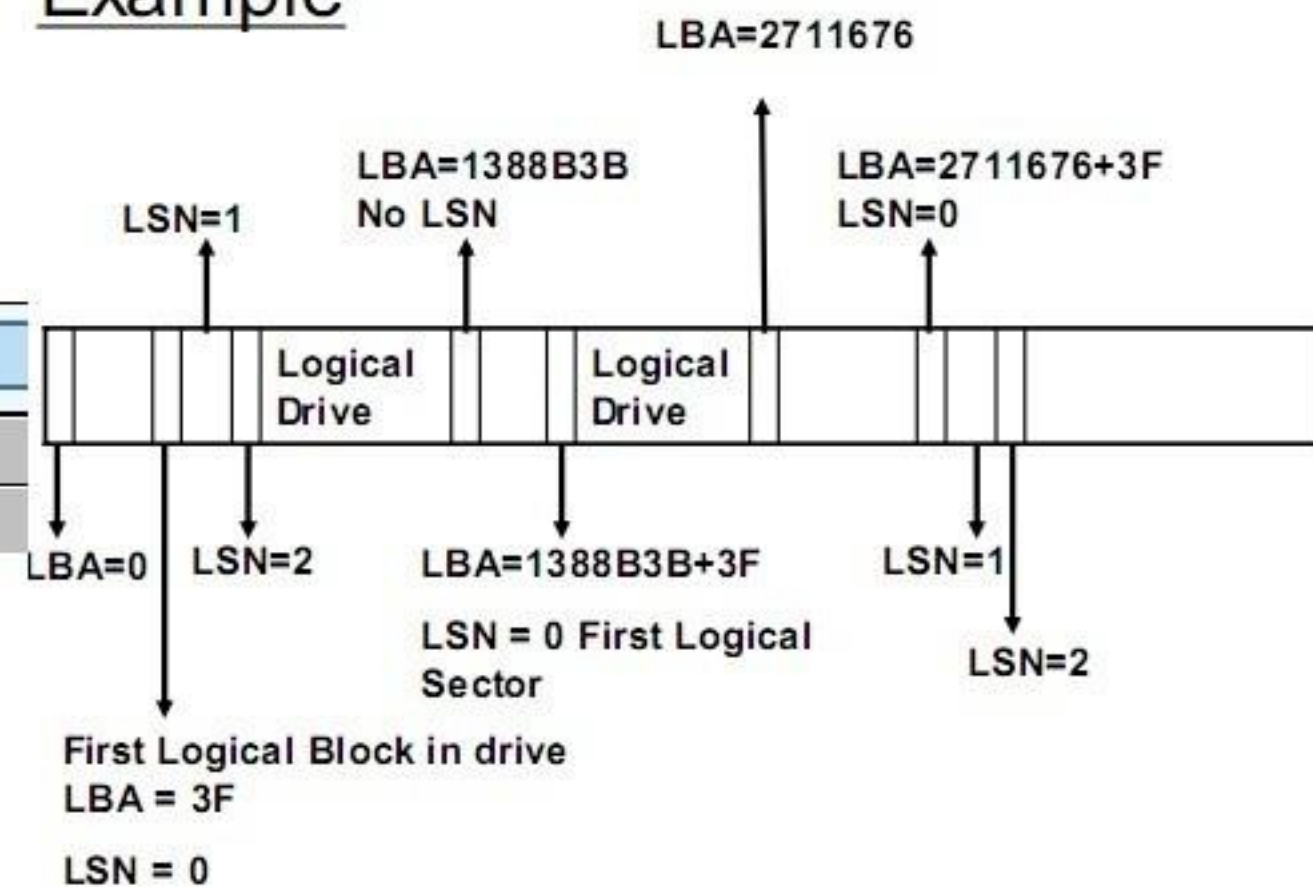 Example
LBA=2711676
LBA=1388B3B
No LSN
LBA=2711676+3F
LSN=0
LSN=1
Logical
Drive
Logical
Drive
LBA=0
LSN=2
LBA=1388B3B+3F
LSN=1
LSN = 0 First Logical
Sector
LSN=2
First Logical Block in drive
LBA = 3F
LSN = 0